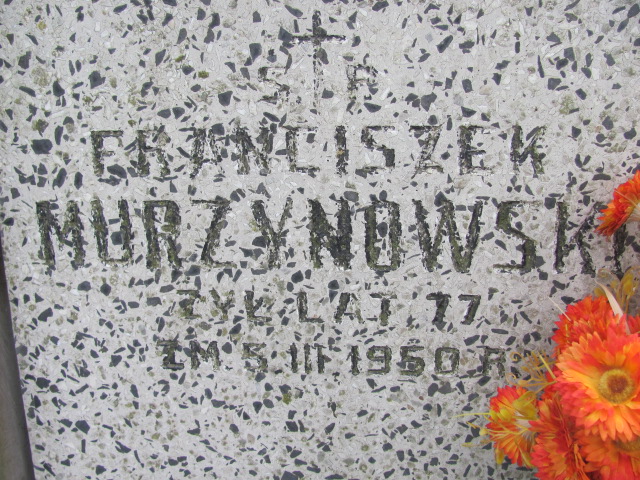 Ś P
FRANCISZEK
MURZYNOWSKI
ŻYŁ LAT 77
ZM 5 III 1950 R